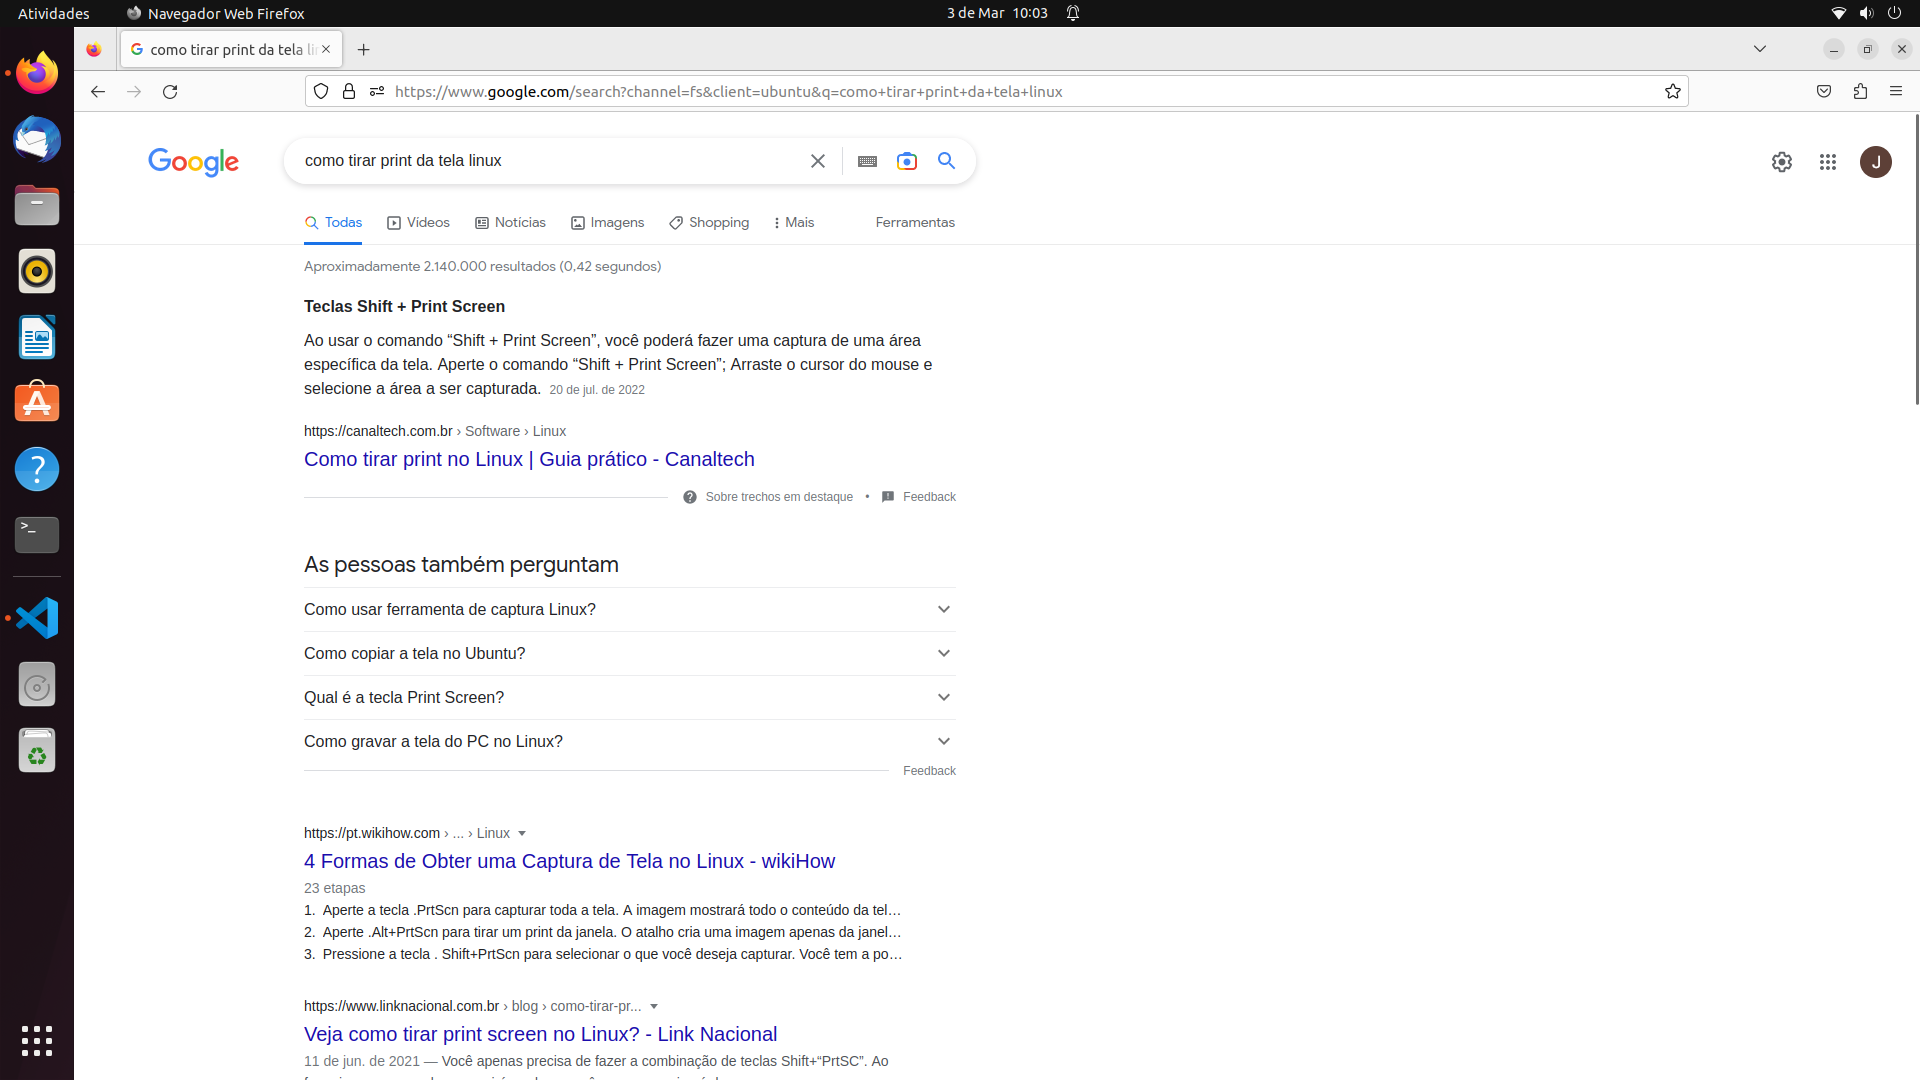 Atividades
Navegador Web Firefox
3 de Mar 10:03
como tirar print da tela lin
https://www.google.com/search?channel=fs&client=ubuntu&q=como+tirar+print+da+tela+linux
Google
como tirar print da tela linux
J
Todas
Vídeos
Notícias
Imagens
Shopping
Mais
Ferramentas
Aproximadamente 2.140.000 resultados (0,42 segundos)
Teclas Shift + Print Screen
Ao usar o comando “Shift + Print Screen”, você poderá fazer uma captura de uma área
específica da tela. Aperte o comando “Shift + Print Screen”; Arraste o cursor do mouse e
selecione a área a ser capturada. 20 de jul. de 2022
https://canaltech.com.br › Software › Linux
Como tirar print no Linux | Guia prático - Canaltech
Sobre trechos em destaque • Feedback
As pessoas também perguntam
Como usar ferramenta de captura Linux?
Como copiar a tela no Ubuntu?
Qual é a tecla Print Screen?
Como gravar a tela do PC no Linux?
Feedback
https://pt.wikihow.com › ... › Linux
4 Formas de Obter uma Captura de Tela no Linux - wikiHow
23 etapas
1. Aperte a tecla .PrtScn para capturar toda a tela. A imagem mostrará todo o conteúdo da tel…
2. Aperte .Alt+PrtScn para tirar um print da janela. O atalho cria uma imagem apenas da janel…
3. Pressione a tecla . Shift+PrtScn para selecionar o que você deseja capturar. Você tem a po…
https://www.linknacional.com.br › blog › como-tirar-pr...
Veja como tirar print screen no Linux? - Link Nacional
11 de jun. de 2021 — Você apenas precisa de fazer a combinação de teclas Shift+“PrtSC”. Ao